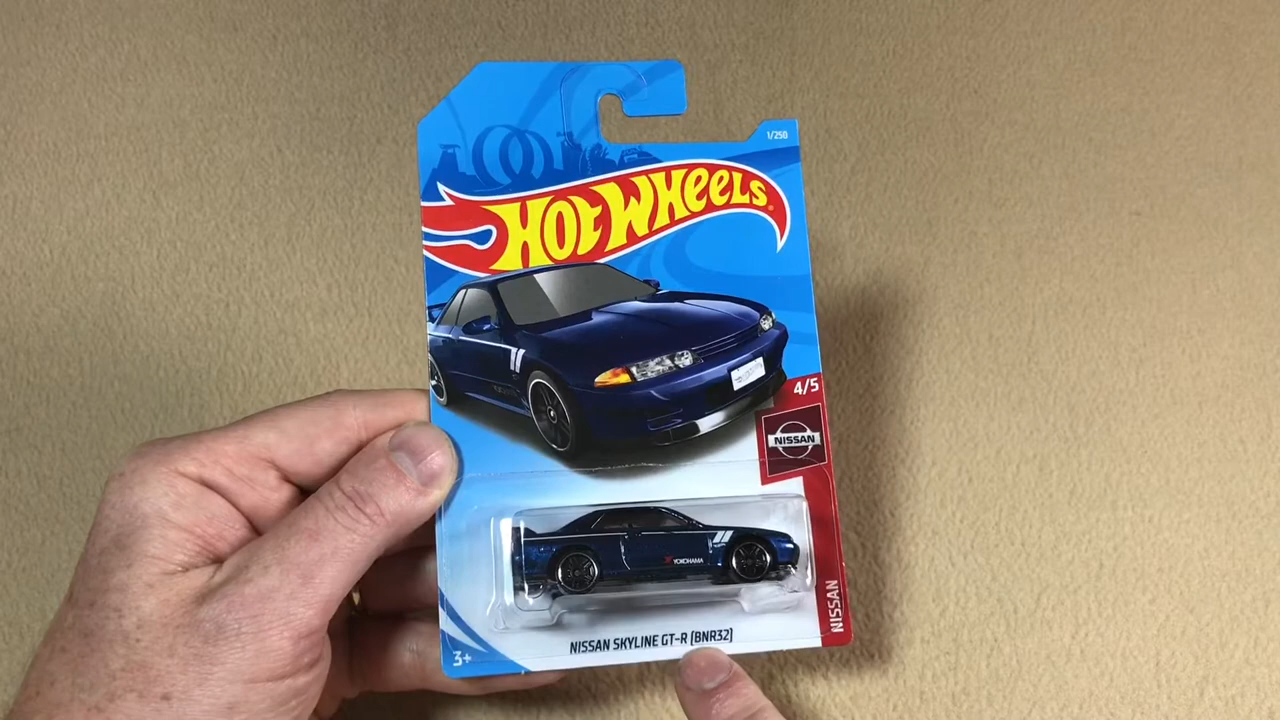 1/250
HOT WHEELS®
4/5
NISSAN
YOKOHAMA
NISSAN
NISSAN SKYLINE GT-R (BNR32)
3+